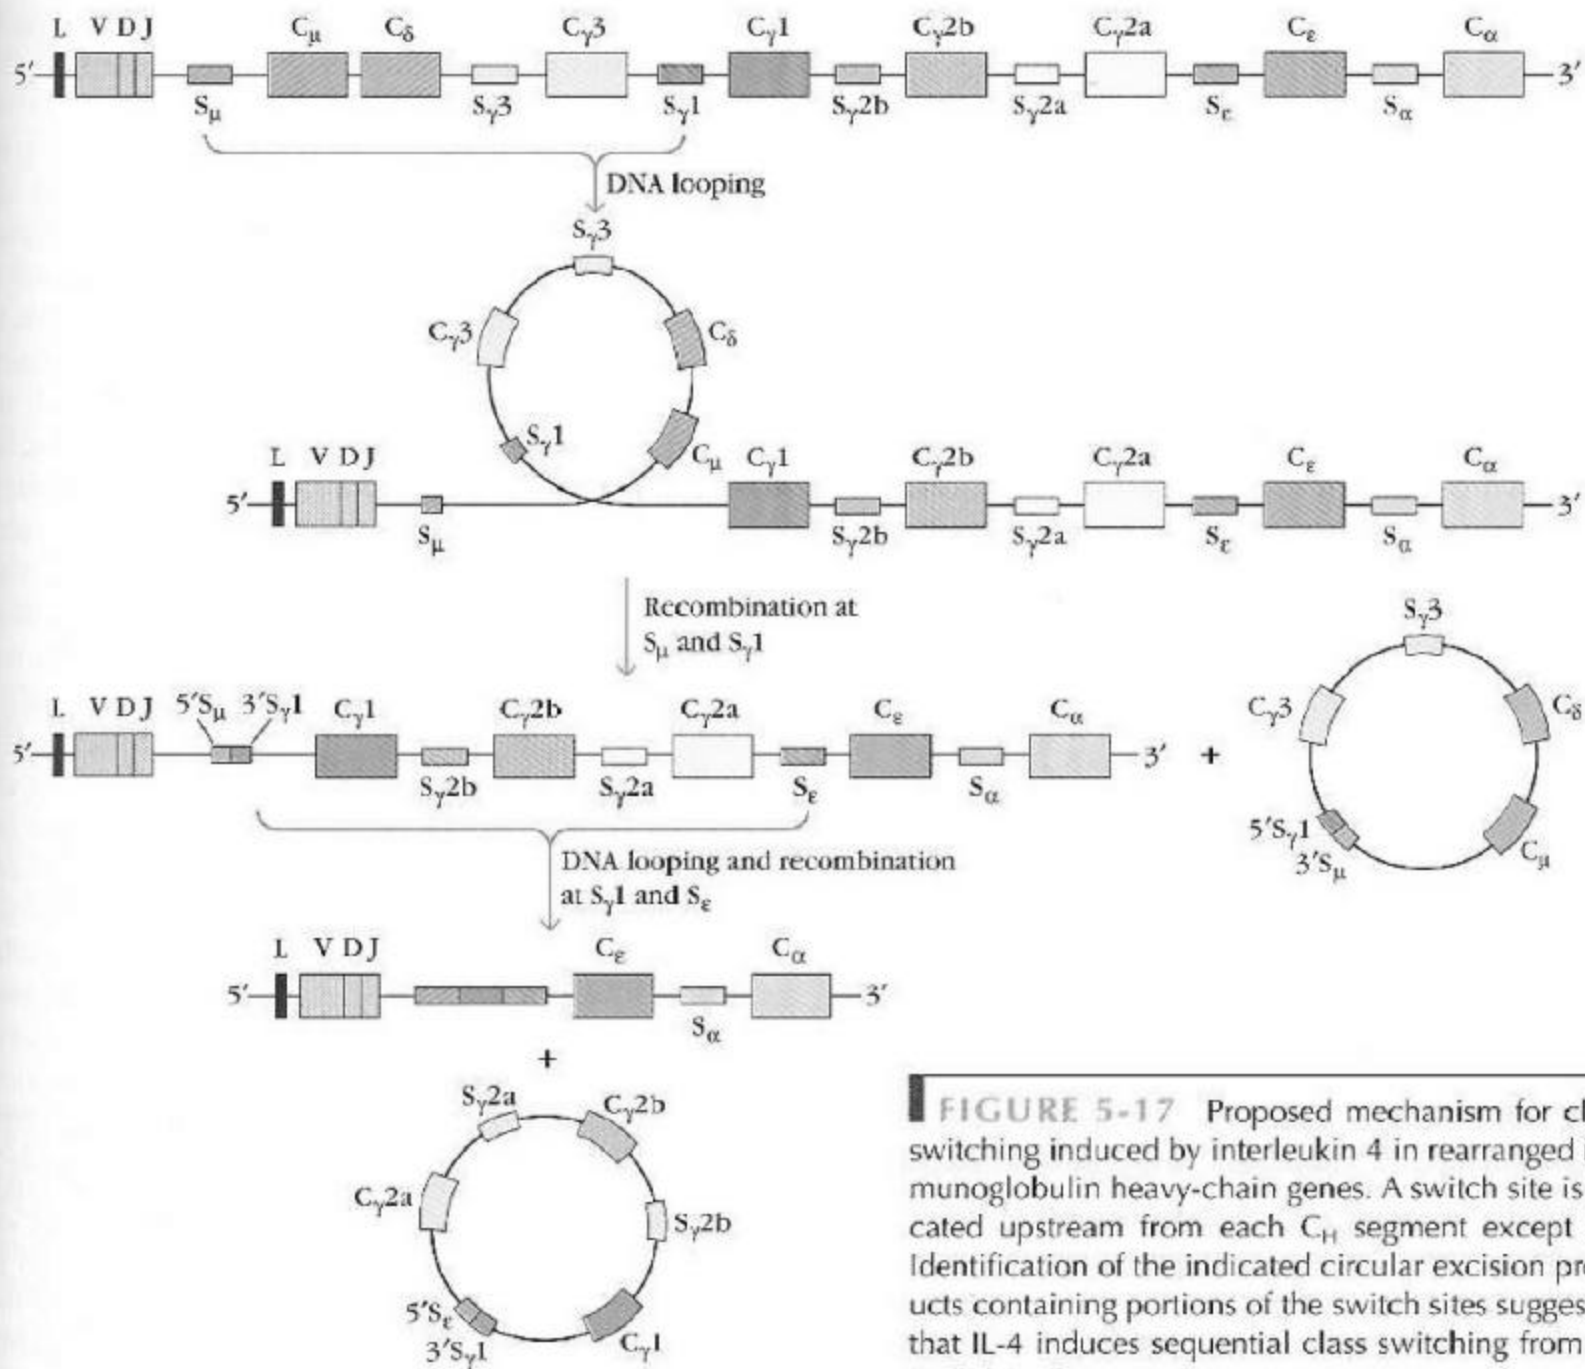 L V D J Cμ Cδ Cγ3 Cγ1 Cγ2b Cγ2a Cε Cα
5′ 3′
Sμ Sγ3 Sγ1 Sγ2b Sγ2a Sε Sα
DNA looping
Sγ3
Cγ3 Cδ
Sγ1 Cμ
L V D J Cγ1 Cγ2b Cγ2a Cε Cα
5′ 3′
Sμ Sγ2b Sγ2a Sε Sα
Recombination at
Sμ and Sγ1
L V D J 5′Sμ 3′Sγ1 Cγ1 Cγ2b Cγ2a Cε Cα
5′ 3′ +
Sγ2b Sγ2a Sε Sα
Sγ3
Cγ3 Cδ
5′Sγ1
3′Sμ Cμ
DNA looping and recombination
at Sγ1 and Sε
L V D J Cε Cα
5′ 3′
Sα
+
Sγ2a Cγ2b
Cγ2a Sγ2b
5′Sε
3′Sγ1 Cγ1
FIGURE 5-17 Proposed mechanism for cl
switching induced by interleukin 4 in rearranged i
munoglobulin heavy-chain genes. A switch site is
cated upstream from each CH segment except
Identification of the indicated circular excision pr
ucts containing portions of the switch sites sugges
that IL-4 induces sequential class switching from